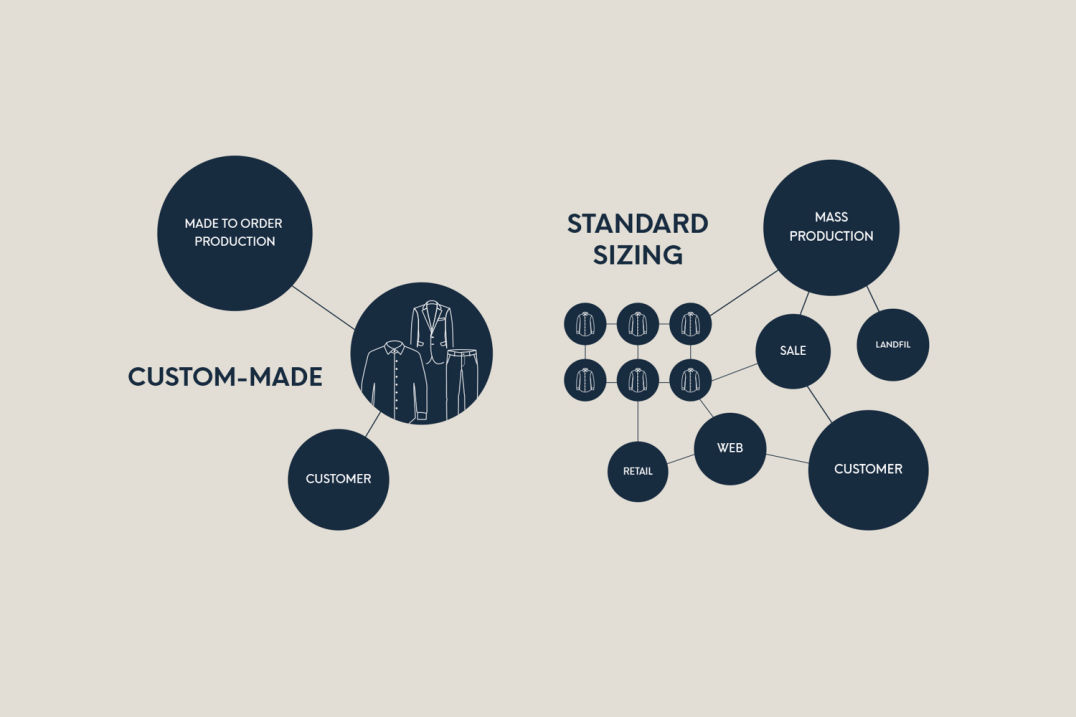 MADE TO ORDER
PRODUCTION
CUSTOM-MADE
CUSTOMER
STANDARD
SIZING
MASS
PRODUCTION
SALE
LANDFIL
WEB
RETAIL
CUSTOMER